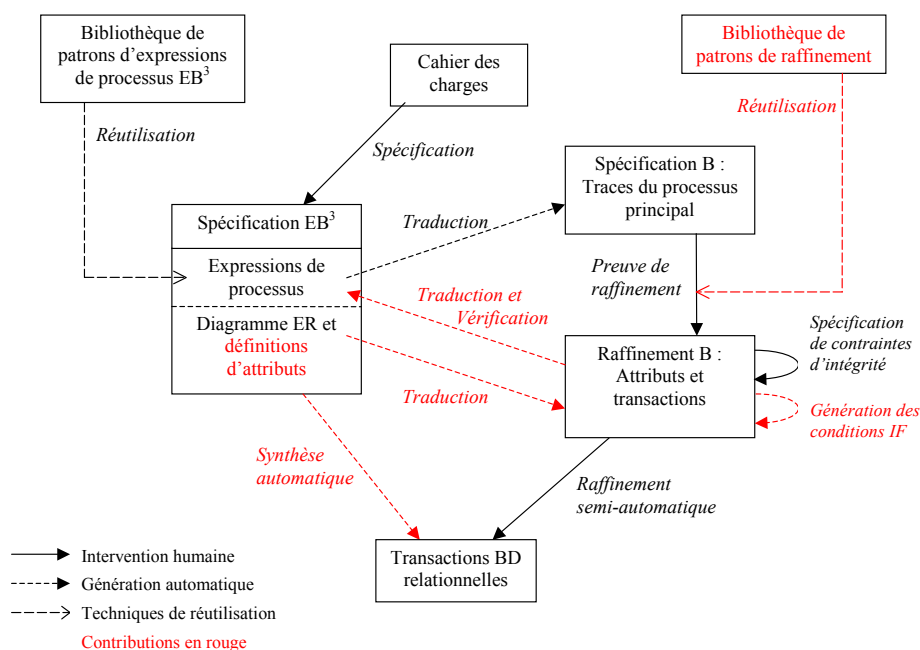 Bibliothèque de
patrons d'expressions
de processus EB³
Cahier des
charges
Bibliothèque de
patrons de raffinement
Réutilisation
Réutilisation
Spécification
Spécification B :
Traces du processus
principal
Spécification EB³
Traduction
Expressions de
processus
Preuve de
raffinement
Traduction et
Vérification
Diagramme ER et
définitions
d'attributs
Spécification
de contraintes
d'intégrité
Raffinement B :
Attributs et
transactions
Traduction
Génération des
conditions IF
Synthèse
automatique
Raffinement
semi-automatique
Transactions BD
relationnelles
Intervention humaine
Génération automatique
Techniques de réutilisation
Contributions en rouge